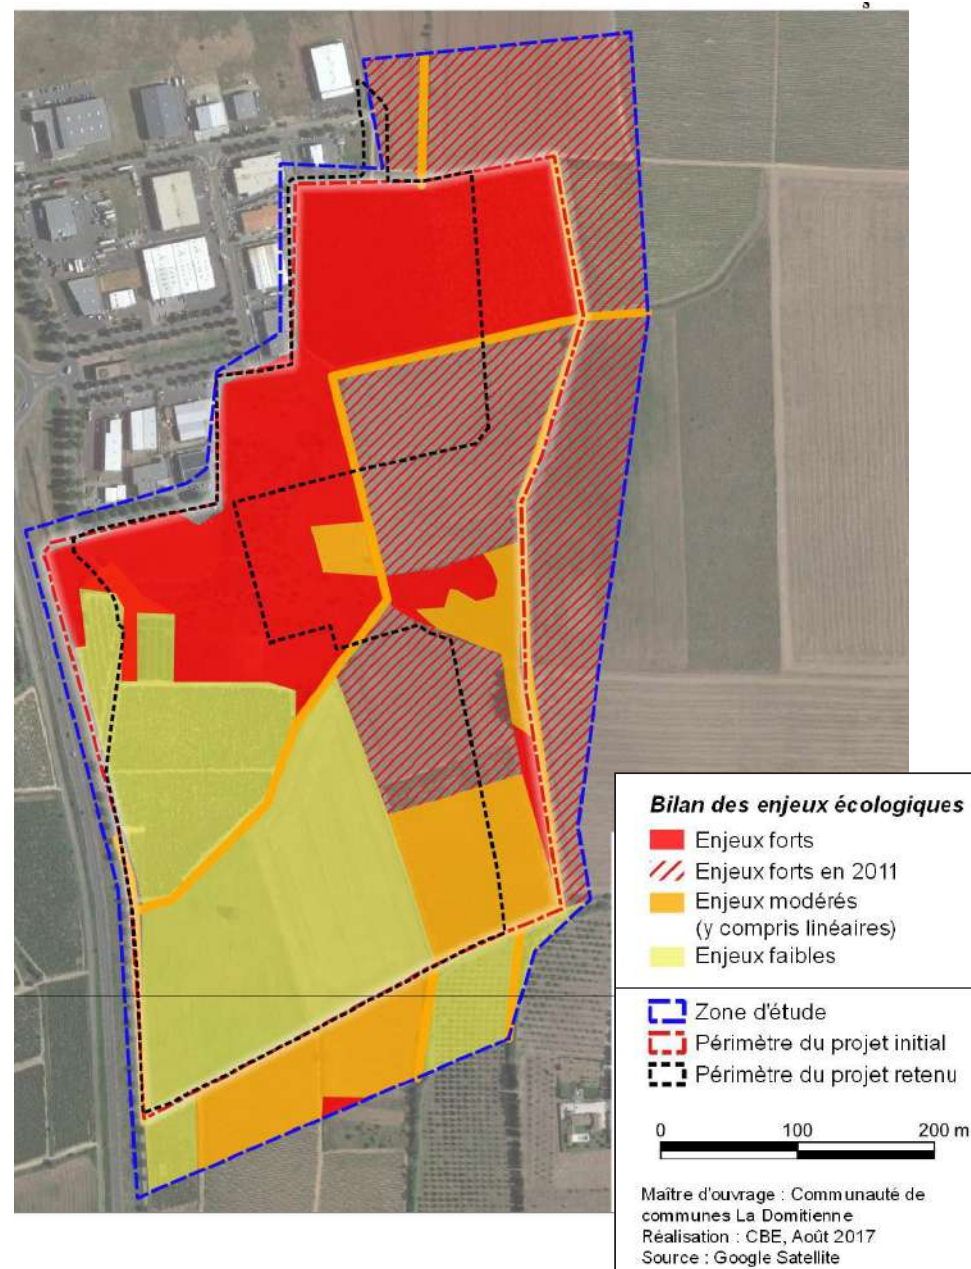 Bilan des enjeux écologiques
Enjeux forts
Enjeux forts en 2011
Enjeux modérés
(y compris linéaires)
Enjeux faibles
Zone d'étude
Périmètre du projet initial
Périmètre du projet retenu
0 100 200 m
Maître d'ouvrage : Communauté de
communes La Domitienne
Réalisation : CBE, Août 2017
Source : Google Satellite